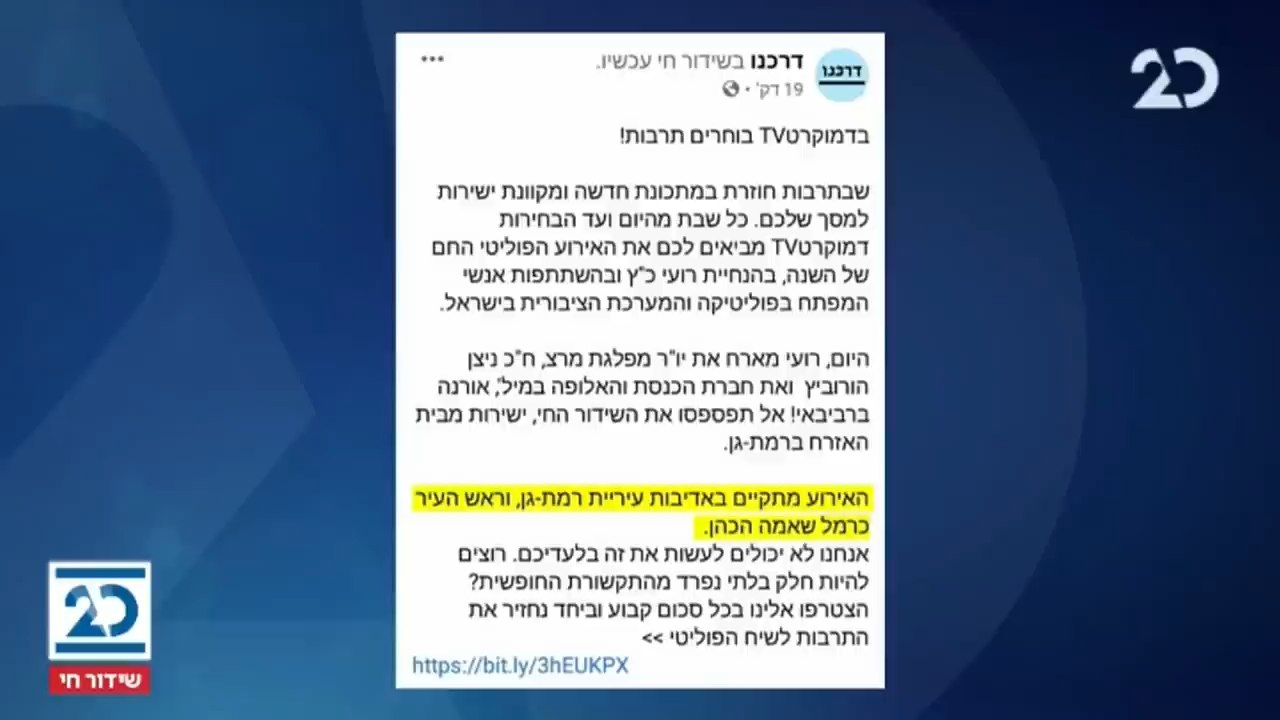 20
דרכנו בשידור חי עכשיו.
דרכנו
19 דק'
בדמוקרטTV בוחרים תרבות!
שבתרבות חוזרת במתכונת חדשה ומקוונת ישירות
למסך שלכם. כל שבת מהיום ועד הבחירות
דמוקרטTV מביאים לכם את האירוע הפוליטי החם
של השנה, בהנחיית רועי כ"ץ ובהשתתפות אנשי
המפתח בפוליטיקה והמערכת הציבורית בישראל.
היום, רועי מארח את יו"ר מפלגת מרצ, ח"כ ניצן
הורוביץ ואת חברת הכנסת והאלופה במיל', אורנה
ברביבאי! אל תפספסו את השידור החי, ישירות מבית
האזרח ברמת-גן.
האירוע מתקיים באדיבות עיריית רמת-גן, וראש העיר
כרמל שאמה הכהן.
אנחנו לא יכולים לעשות את זה בלעדיכם. רוצים
להיות חלק בלתי נפרד מהתקשורת החופשית?
הצטרפו אלינו בכל סכום קבוע וביחד נחזיר את
התרבות לשיח הפוליטי >>
https://bit.ly/3hEUKPX
20
שידור חי